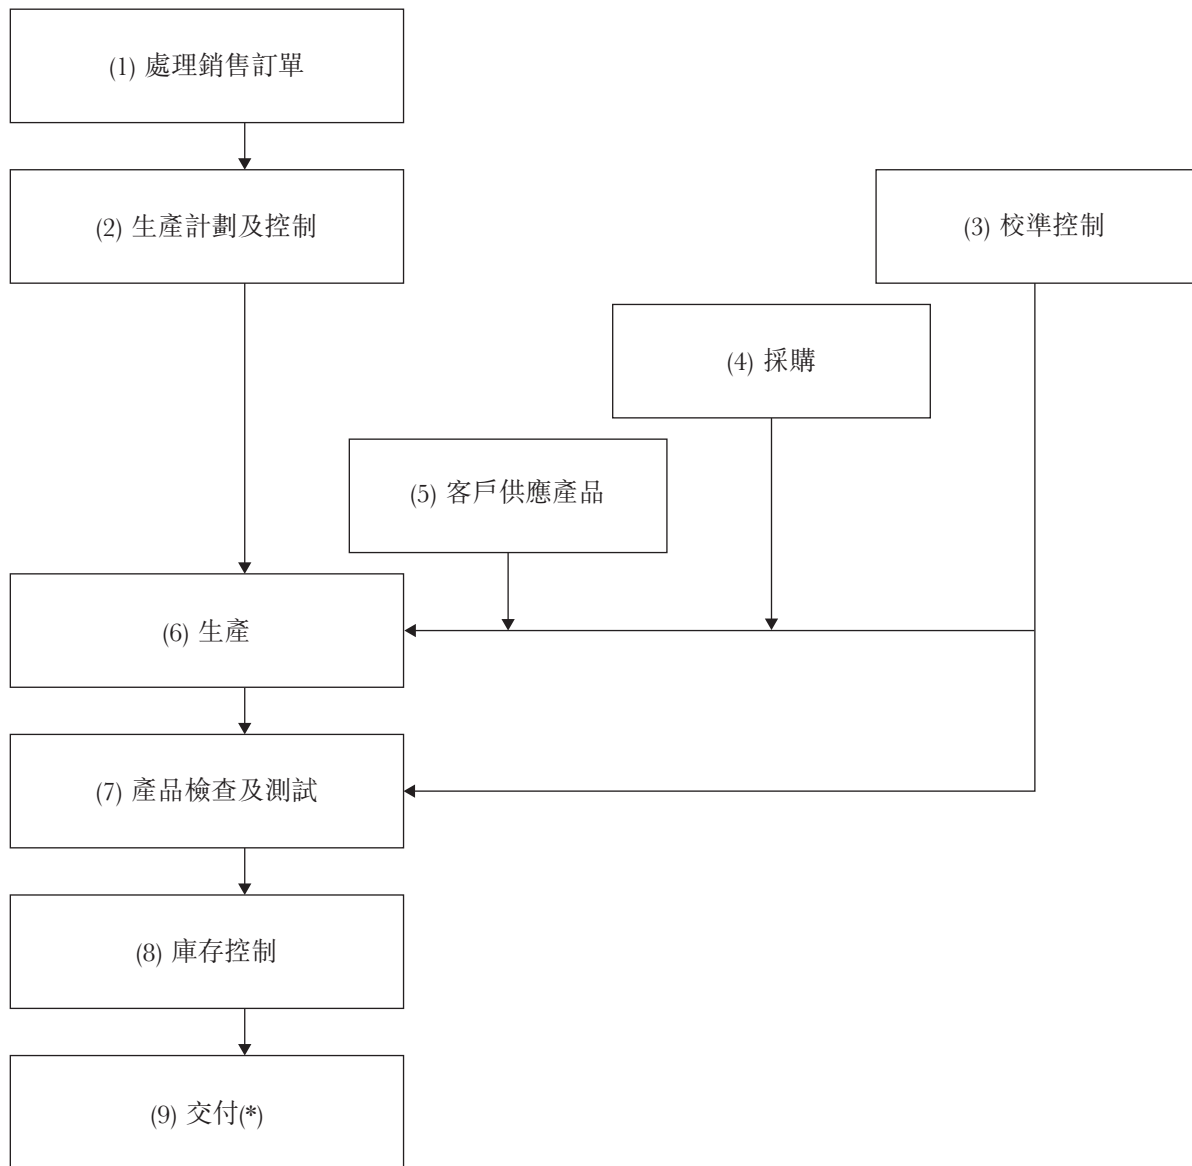 (1) 處理銷售訂單
(2) 生產計劃及控制
(3) 校準控制
(4) 採購
(5) 客戶供應產品
(6) 生產
(7) 產品檢查及測試
(8) 庫存控制
(9) 交付(*)